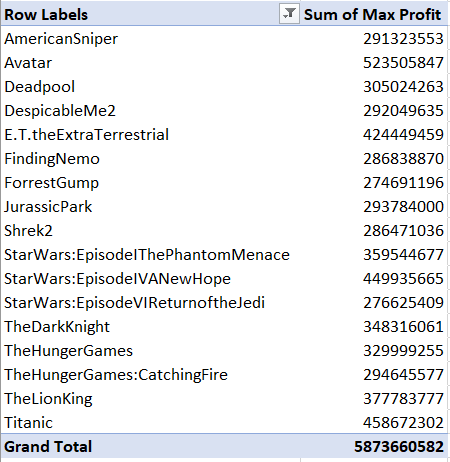 Row Labels Sum of Max Profit
AmericanSniper 291323553
Avatar 523505847
Deadpool 305024263
DespicableMe2 292049635
E.T.theExtraTerrestrial 424449459
FindingNemo 286838870
ForrestGump 274691196
JurassicPark 293784000
Shrek2 286471036
StarWars:EpisodeIThePhantomMenace 359544677
StarWars:EpisodeIVANewHope 449935665
StarWars:EpisodeVIReturnoftheJedi 276625409
TheDarkKnight 348316061
TheHungerGames 329999255
TheHungerGames:CatchingFire 294645577
TheLionKing 377783777
Titanic 458672302
Grand Total 5873660582